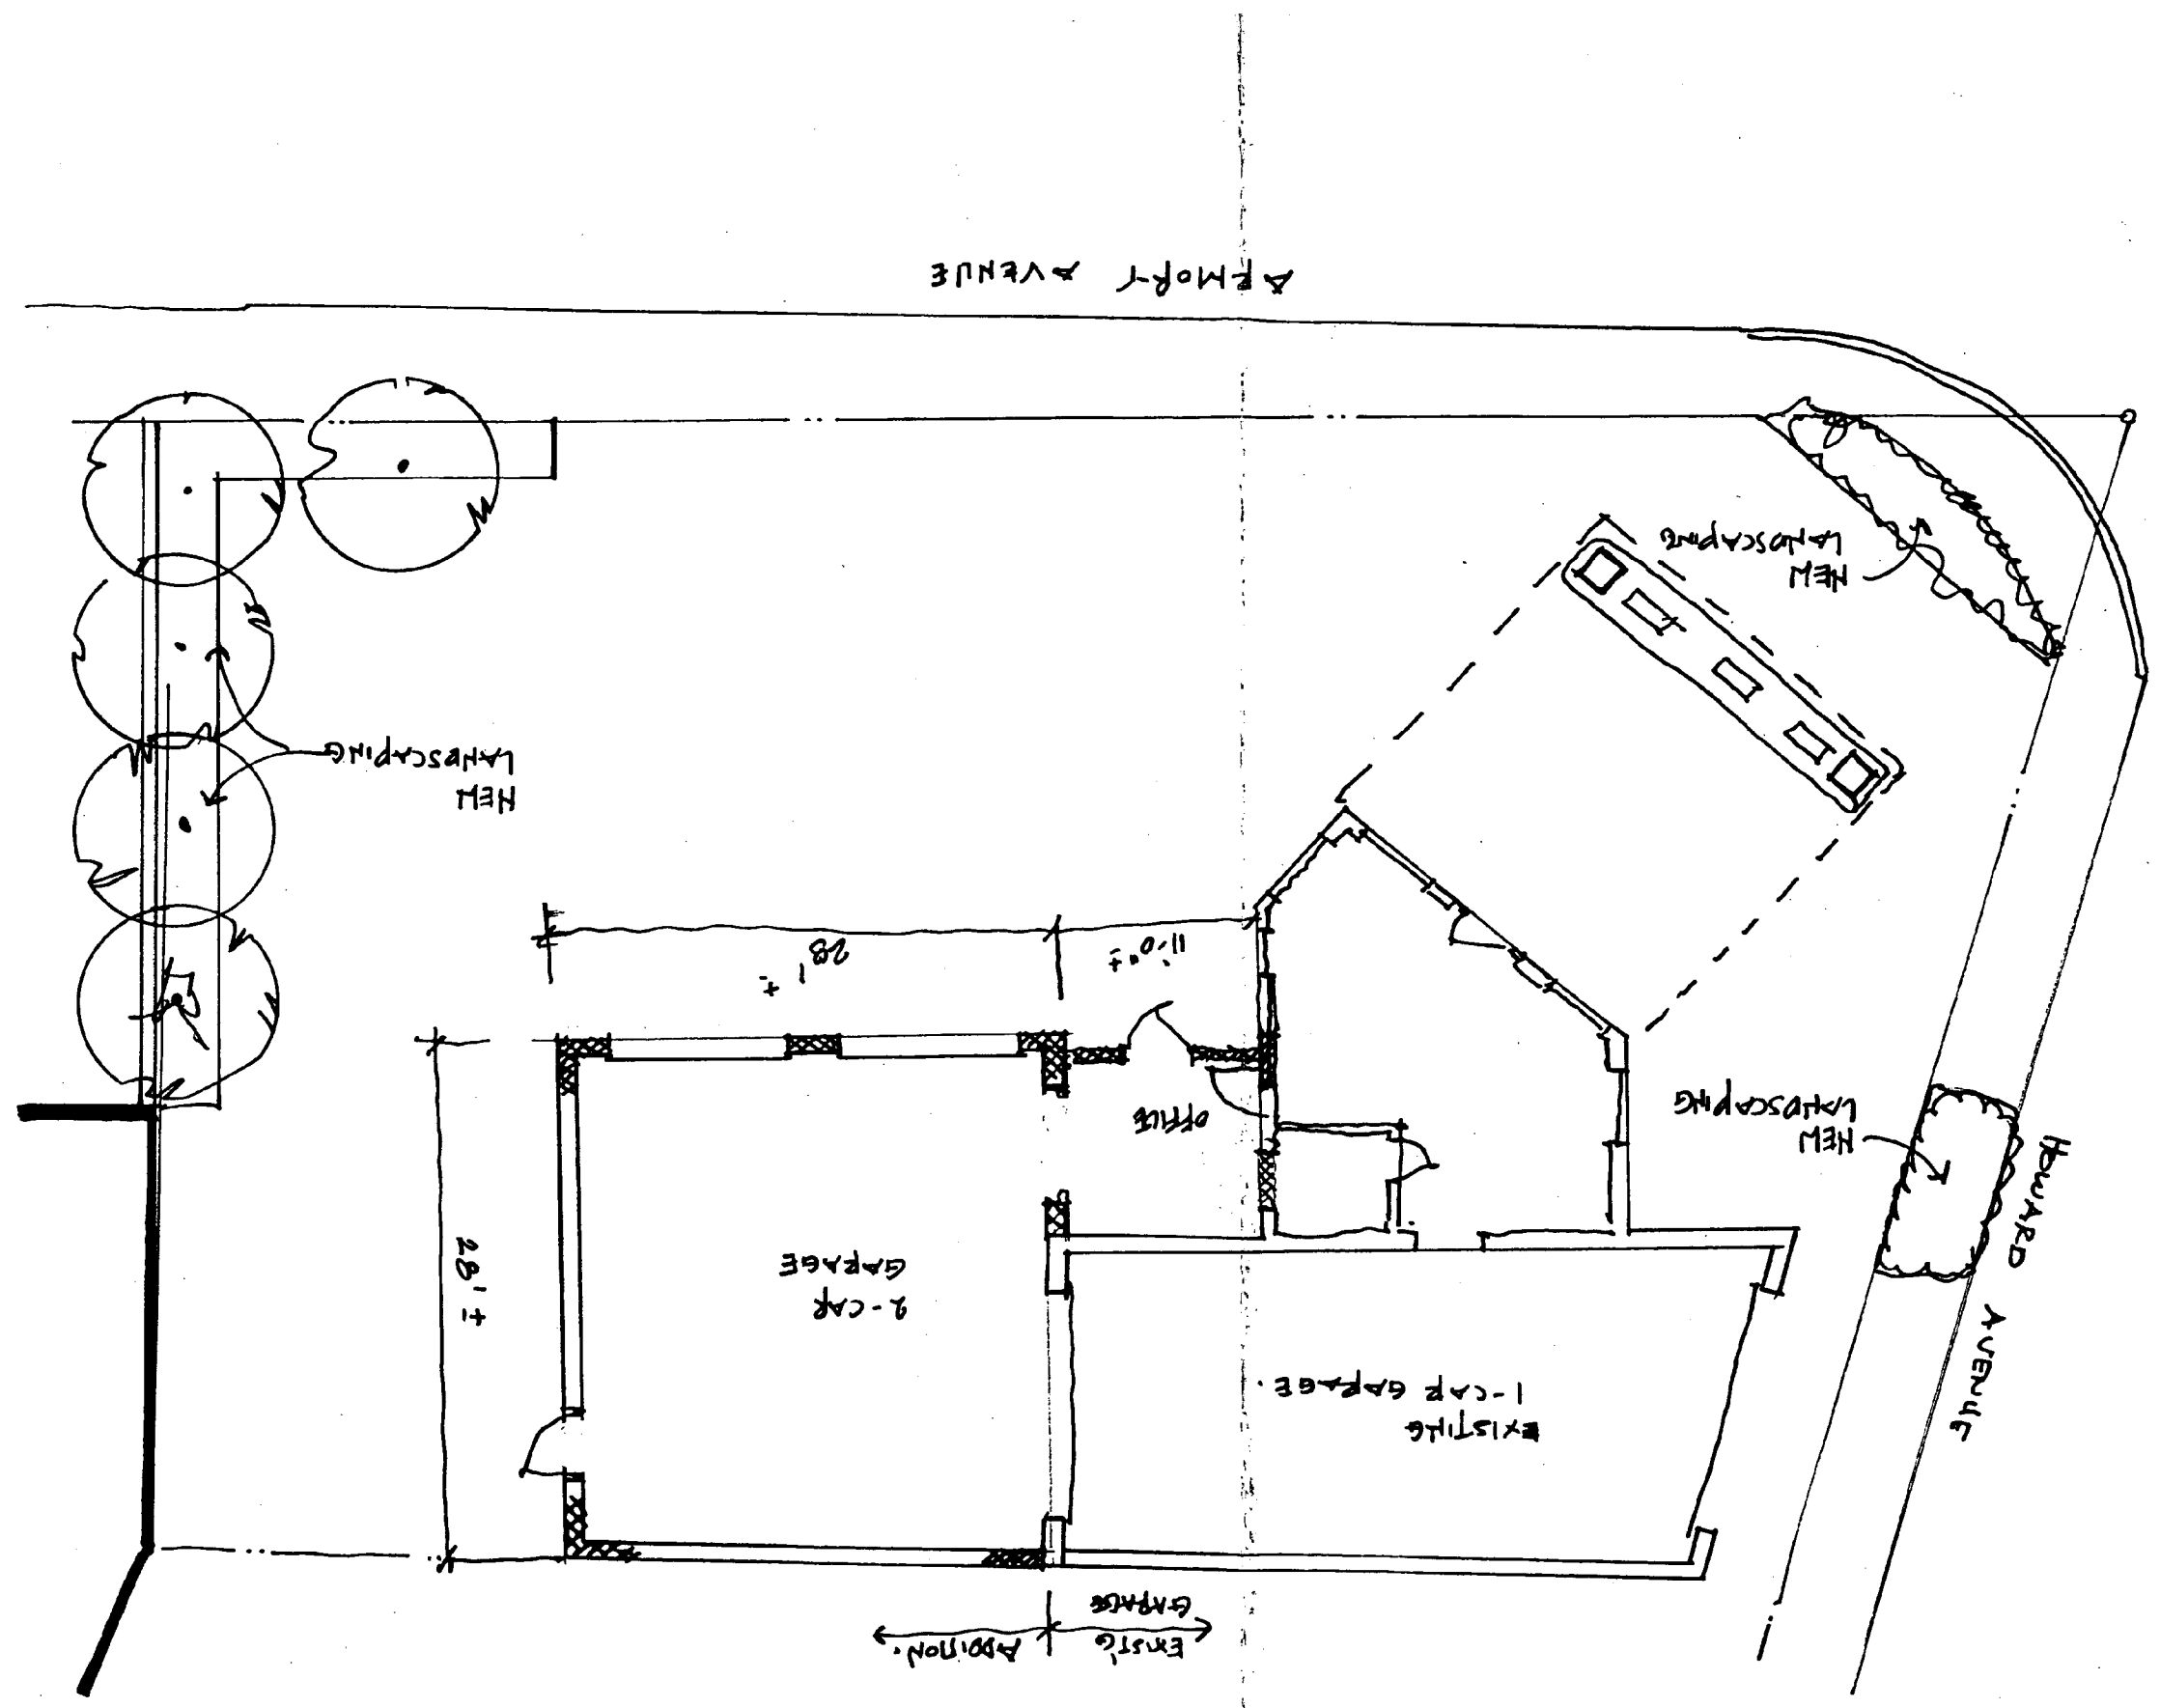 EXIST'G
GARAGE
ADDITION.
EXISTING
1-CAR GARAGE.
2-CAR
GARAGE
28'±
HOWARD AVENUE
NEW
LANDSCAPING
OFFICE
11'-0"±
28'±
NEW
LANDSCAPING
NEW
LANDSCAPING
ARMORY AVENUE